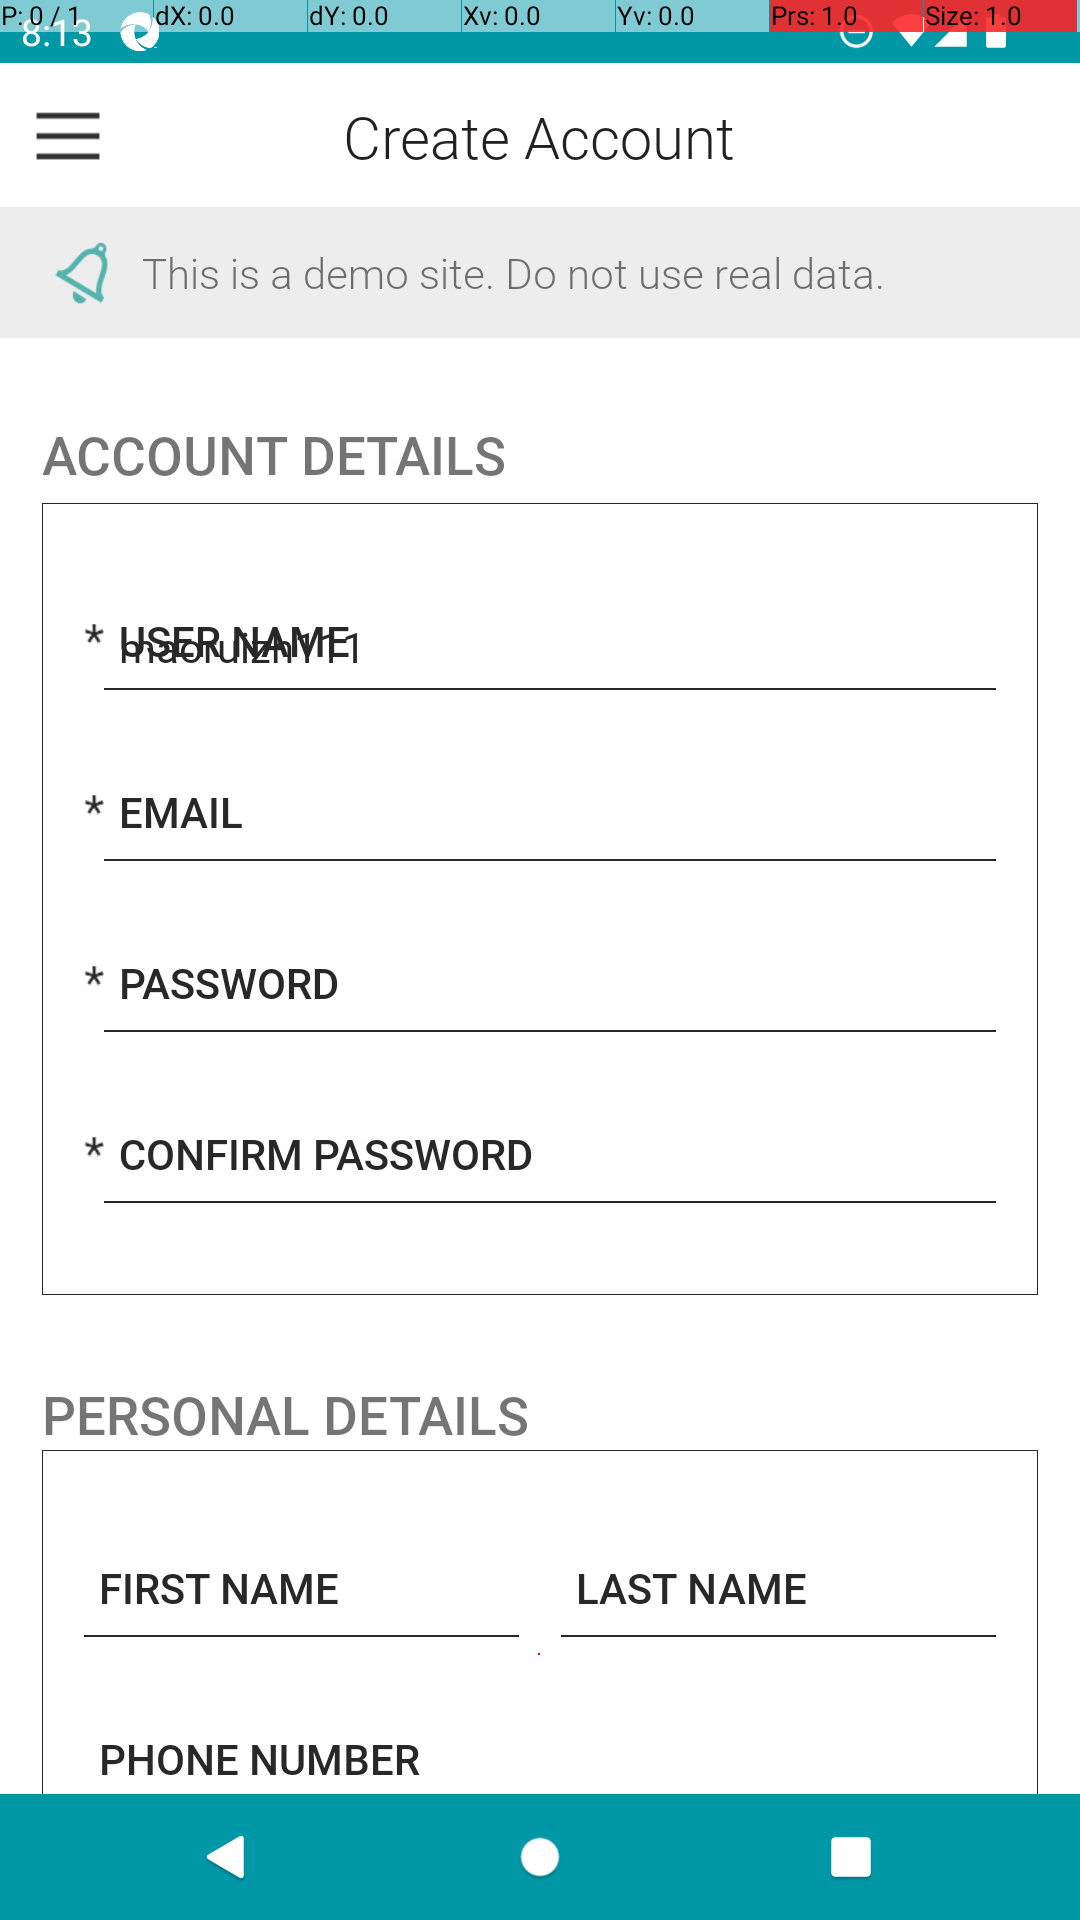 P: 0 / 1 dX: 0.0 dY: 0.0 Xv: 0.0 Yv: 0.0 Prs: 1.0 Size: 1.0
8:13
Create Account
This is a demo site. Do not use real data.
ACCOUNT DETAILS
* USER NAME
* EMAIL
* PASSWORD
* CONFIRM PASSWORD
PERSONAL DETAILS
FIRST NAME LAST NAME
PHONE NUMBER